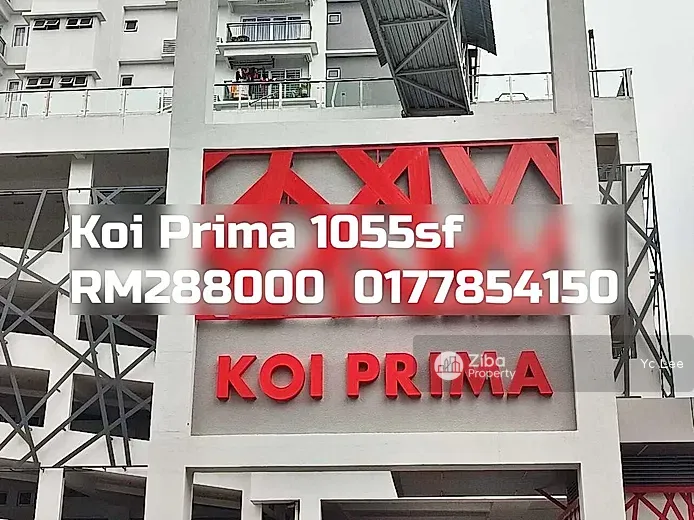 Koi Prima 1055sf
RM288000 0177854150
KOI PRIMA
Ziba
Property
Yc Lee